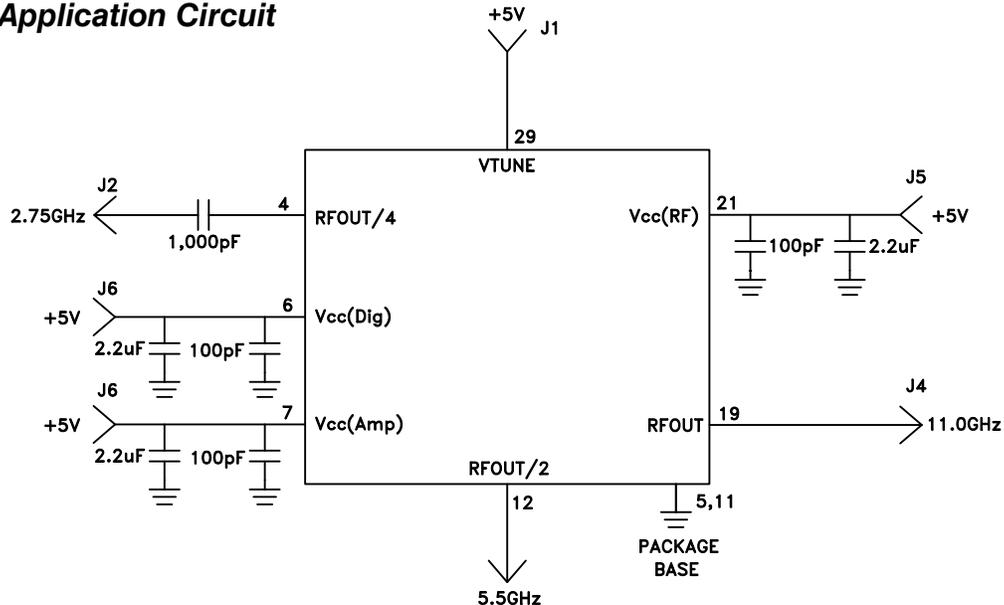 Application Circuit
+5V
J1
29
VTUNE
J2
2.75GHz
1,000pF
4
RFOUT/4
J6
+5V
2.2uF
100pF
6
Vcc(Dig)
J6
+5V
2.2uF
100pF
7
Vcc(Amp)
Vcc(RF)
21
J5
+5V
100pF
2.2uF
RFOUT
19
J4
11.0GHz
RFOUT/2
12
5.5GHz
5,11
PACKAGE
BASE